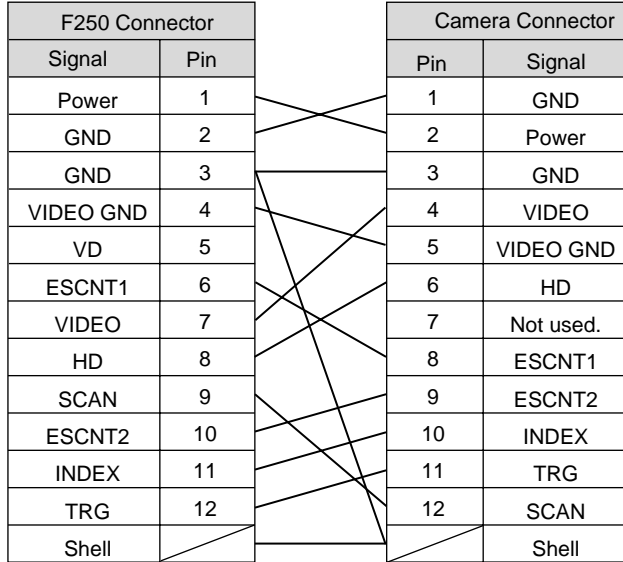 F250 Connector Camera Connector
Signal Pin Pin Signal
Power 1 1 GND
GND 2 2 Power
GND 3 3 GND
VIDEO GND 4 4 VIDEO
VD 5 5 VIDEO GND
ESCNT1 6 6 HD
VIDEO 7 7 Not used.
HD 8 8 ESCNT1
SCAN 9 9 ESCNT2
ESCNT2 10 10 INDEX
INDEX 11 11 TRG
TRG 12 12 SCAN
Shell Shell